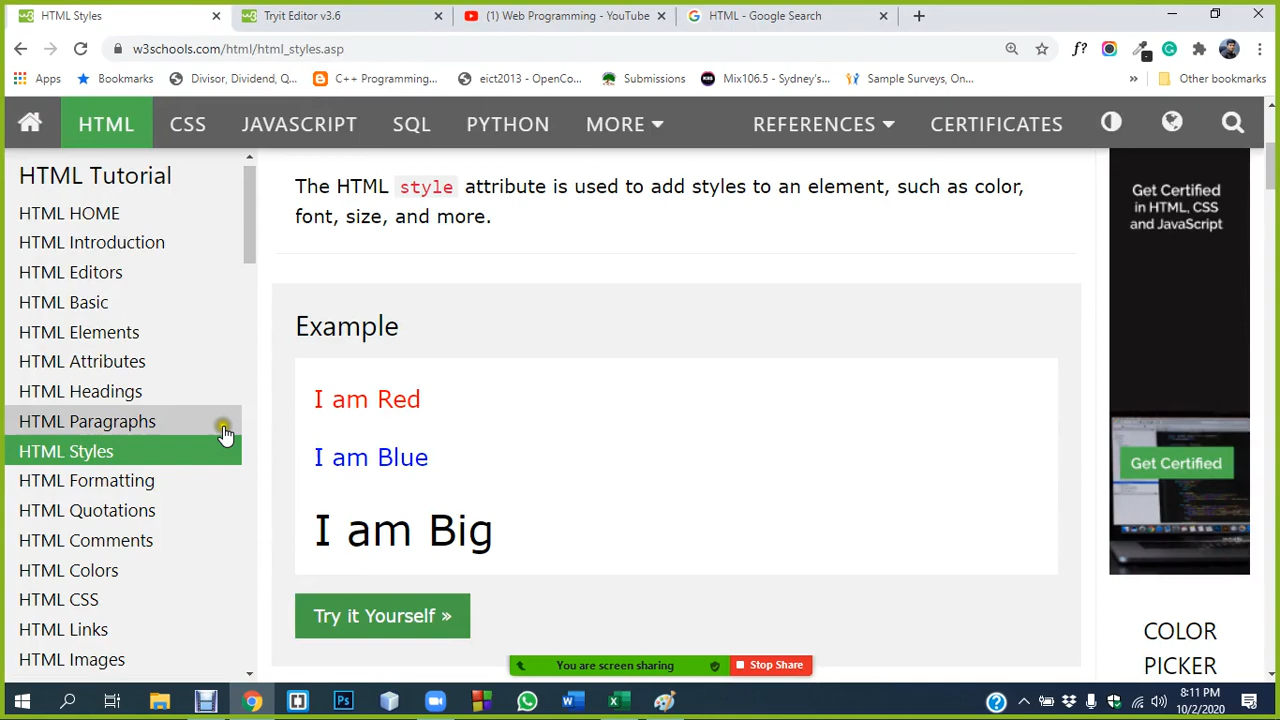 HTML Styles
Tryit Editor v3.6
(1) Web Programming - YouTube
HTML - Google Search
w3schools.com/html/html_styles.asp
f?
Apps
Bookmarks
Divisor, Dividend, Q...
C++ Programming...
eict2013 - OpenCo...
Submissions
Mix106.5 - Sydney's...
Sample Surveys, On...
»
Other bookmarks
HTML
CSS
JAVASCRIPT
SQL
PYTHON
MORE
REFERENCES
CERTIFICATES
HTML Tutorial
HTML HOME
HTML Introduction
HTML Editors
HTML Basic
HTML Elements
HTML Attributes
HTML Headings
HTML Paragraphs
HTML Styles
HTML Formatting
HTML Quotations
HTML Comments
HTML Colors
HTML CSS
HTML Links
HTML Images
The HTML style attribute is used to add styles to an element, such as color,
font, size, and more.
Example
I am Red
I am Blue
I am Big
Try it Yourself »
Get Certified
in HTML, CSS
and JavaScript
Get Certified
COLOR
PICKER
You are screen sharing
Stop Share
8:11 PM
10/2/2020